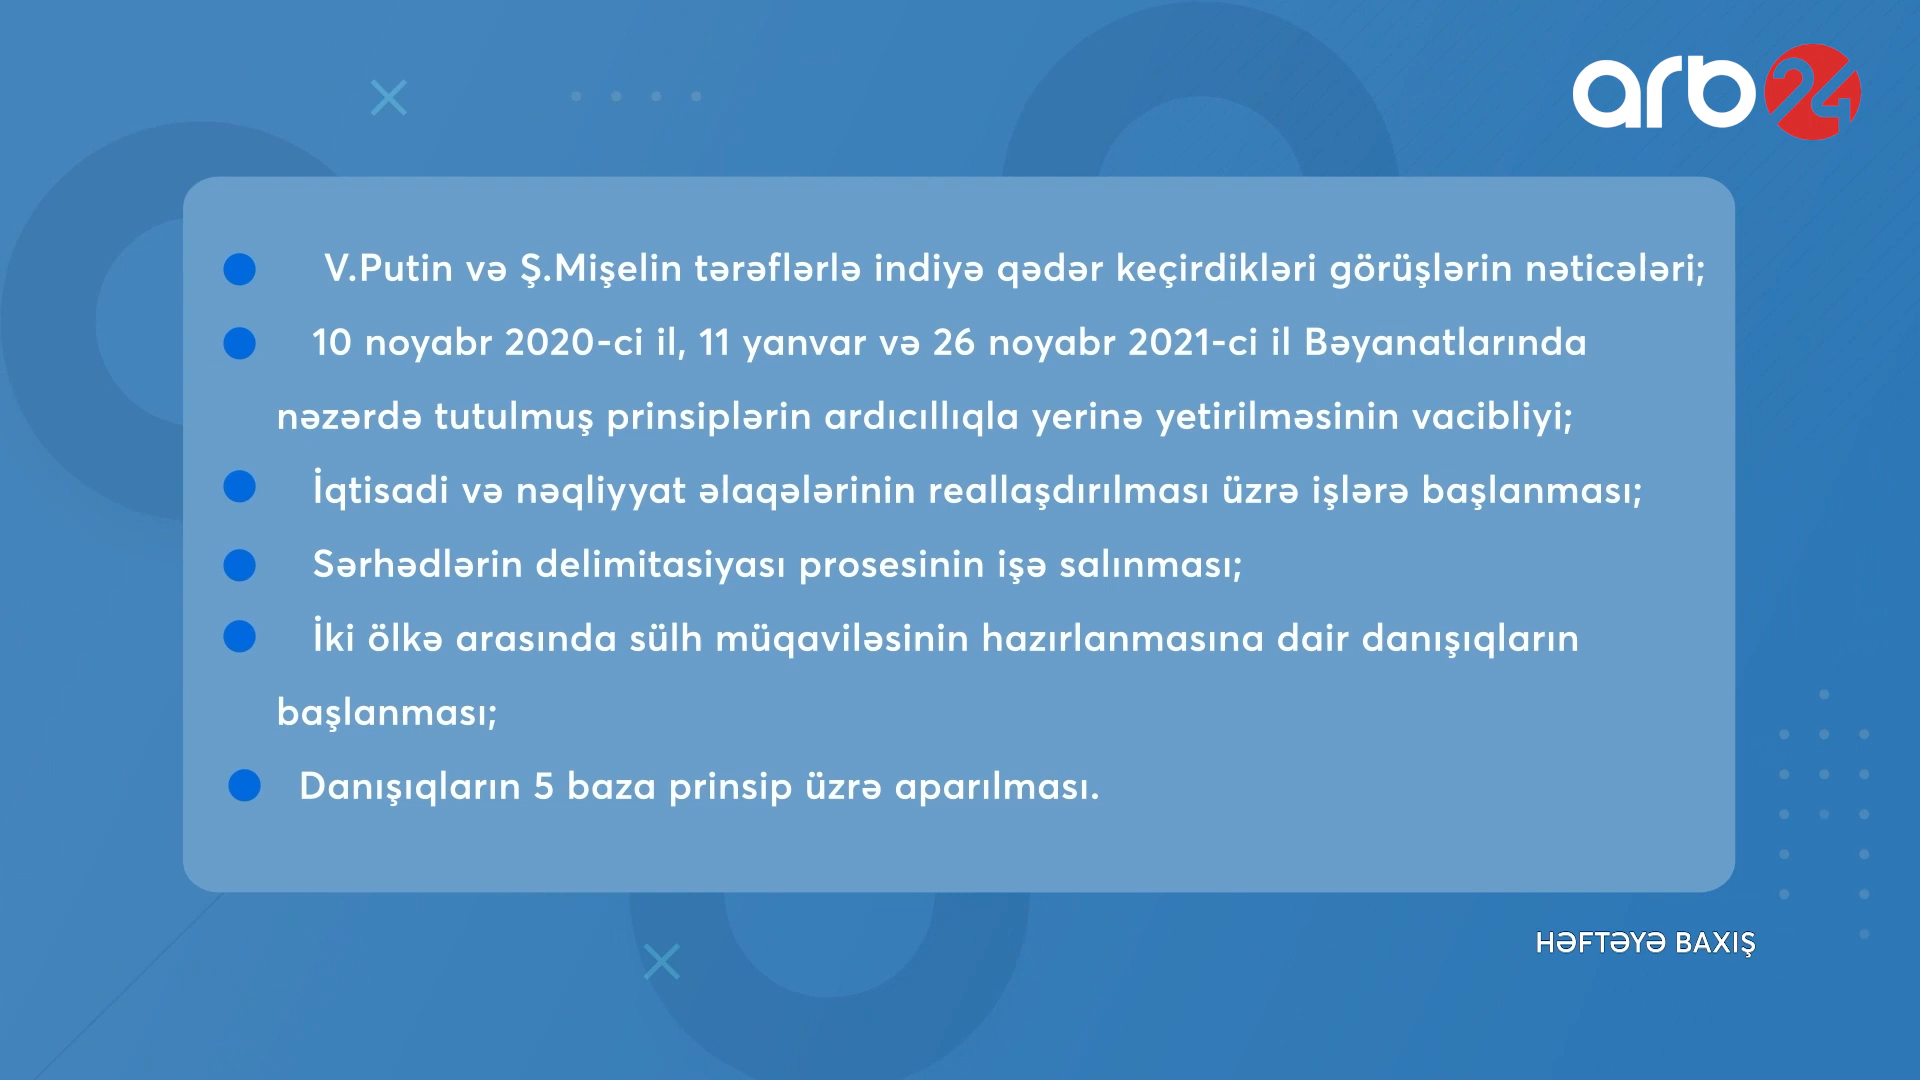 arb 24
V.Putin və Ş.Mişelin tərəflərlə indiyə qədər keçirdikləri görüşlərin nəticələri;
10 noyabr 2020-ci il, 11 yanvar və 26 noyabr 2021-ci il Bəyanatlarında
nəzərdə tutulmuş prinsiplərin ardıcıllıqla yerinə yetirilməsinin vacibliyi;
İqtisadi və nəqliyyat əlaqələrinin reallaşdırılması üzrə işlərə başlanması;
Sərhədlərin delimitasiyası prosesinin işə salınması;
İki ölkə arasında sülh müqaviləsinin hazırlanmasına dair danışıqların
başlanması;
Danışıqların 5 baza prinsip üzrə aparılması.
HƏFTƏYƏ BAXIŞ